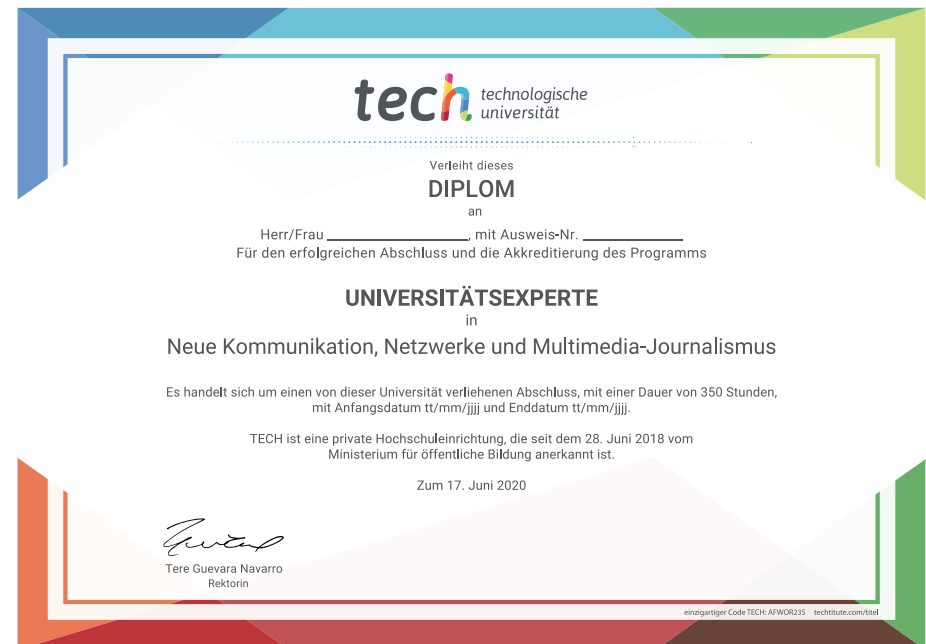 tech technologische
universität
Verleiht dieses
DIPLOM
an
Herr/Frau ____________________, mit Ausweis-Nr. ______________
Für den erfolgreichen Abschluss und die Akkreditierung des Programms
UNIVERSITÄTSEXPERTE
in
Neue Kommunikation, Netzwerke und Multimedia-Journalismus
Es handelt sich um einen von dieser Universität verliehenen Abschluss, mit einer Dauer von 350 Stunden,
mit Anfangsdatum tt/mm/jjjj und Enddatum tt/mm/jjjj.
TECH ist eine private Hochschuleinrichtung, die seit dem 28. Juni 2018 vom
Ministerium für öffentliche Bildung anerkannt ist.
Zum 17. Juni 2020
Tere Guevara Navarro
Rektorin
einzigartiger Code TECH: AFWOR23S techtitute.com/titel